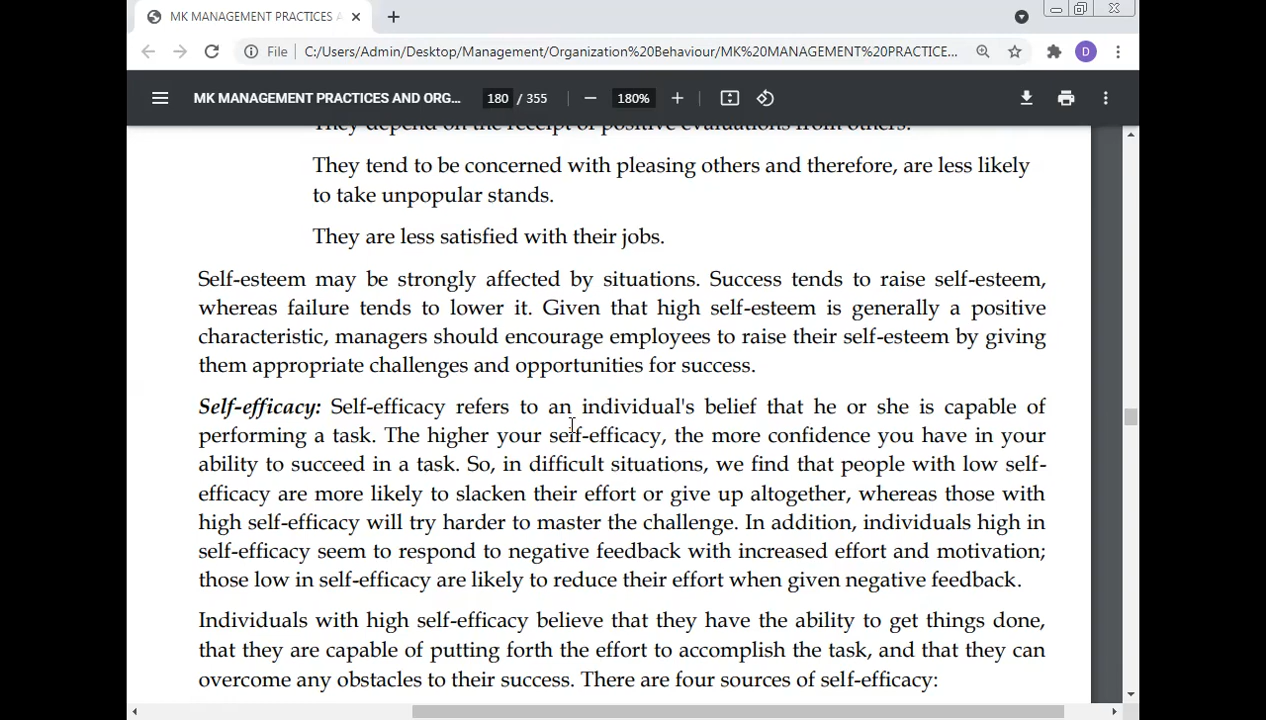 MK MANAGEMENT PRACTICES A
File C:/Users/Admin/Desktop/Management/Organization%20Behaviour/MK%20MANAGEMENT%20PRACTICE...
D
MK MANAGEMENT PRACTICES AND ORG... 180 / 355 180%
They depend on the receipt of positive evaluations from others.
They tend to be concerned with pleasing others and therefore, are less likely
to take unpopular stands.
They are less satisfied with their jobs.
Self-esteem may be strongly affected by situations. Success tends to raise self-esteem,
whereas failure tends to lower it. Given that high self-esteem is generally a positive
characteristic, managers should encourage employees to raise their self-esteem by giving
them appropriate challenges and opportunities for success.
Self-efficacy: Self-efficacy refers to an individual's belief that he or she is capable of
performing a task. The higher your self-efficacy, the more confidence you have in your
ability to succeed in a task. So, in difficult situations, we find that people with low self-
efficacy are more likely to slacken their effort or give up altogether, whereas those with
high self-efficacy will try harder to master the challenge. In addition, individuals high in
self-efficacy seem to respond to negative feedback with increased effort and motivation;
those low in self-efficacy are likely to reduce their effort when given negative feedback.
Individuals with high self-efficacy believe that they have the ability to get things done,
that they are capable of putting forth the effort to accomplish the task, and that they can
overcome any obstacles to their success. There are four sources of self-efficacy: